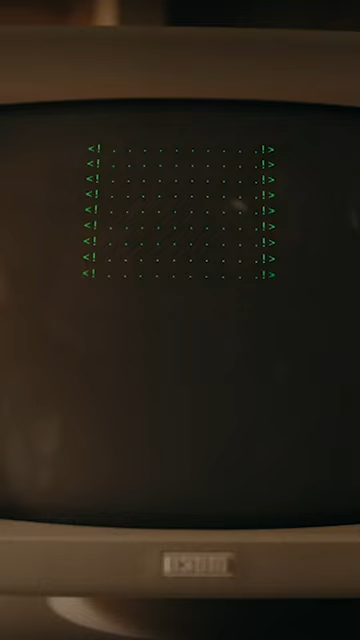 <! . . . . . . . . . .!>
<! . . . . . . . . . .!>
<! . . . . . . . . . .!>
<! . . . . . . . . . .!>
<! . . . . . . . . . .!>
<! . . . . . . . . . .!>
<! . . . . . . . . . .!>
<! . . . . . . . . . .!>
<! . . . . . . . . . .!>